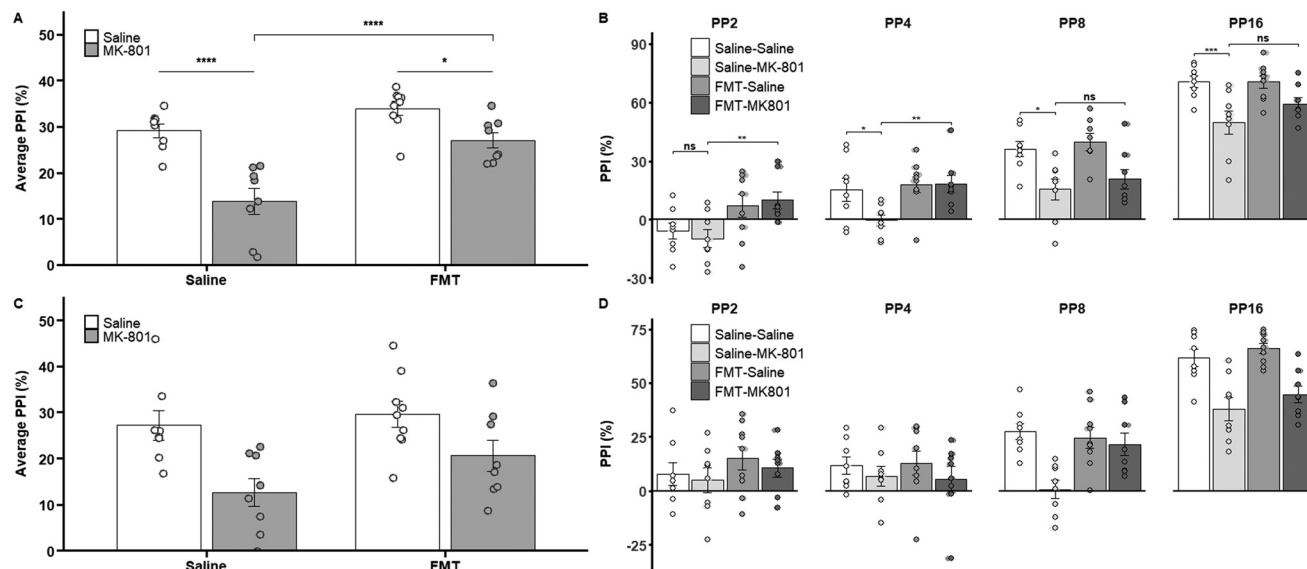 A
Saline
MK-801
****
****
*
50
40
30
20
10
0
Average PPI (%)
Saline
FMT
B
PP2
PP4
PP8
PP16
Saline-Saline
Saline-MK-801
FMT-Saline
FMT-MK801
90
60
30
0
-30
PPI (%)
ns
**
*
**
*
ns
***
ns
C
Saline
MK-801
50
40
30
20
10
0
Average PPI (%)
Saline
FMT
D
PP2
PP4
PP8
PP16
Saline-Saline
Saline-MK-801
FMT-Saline
FMT-MK801
75
50
25
0
-25
PPI (%)